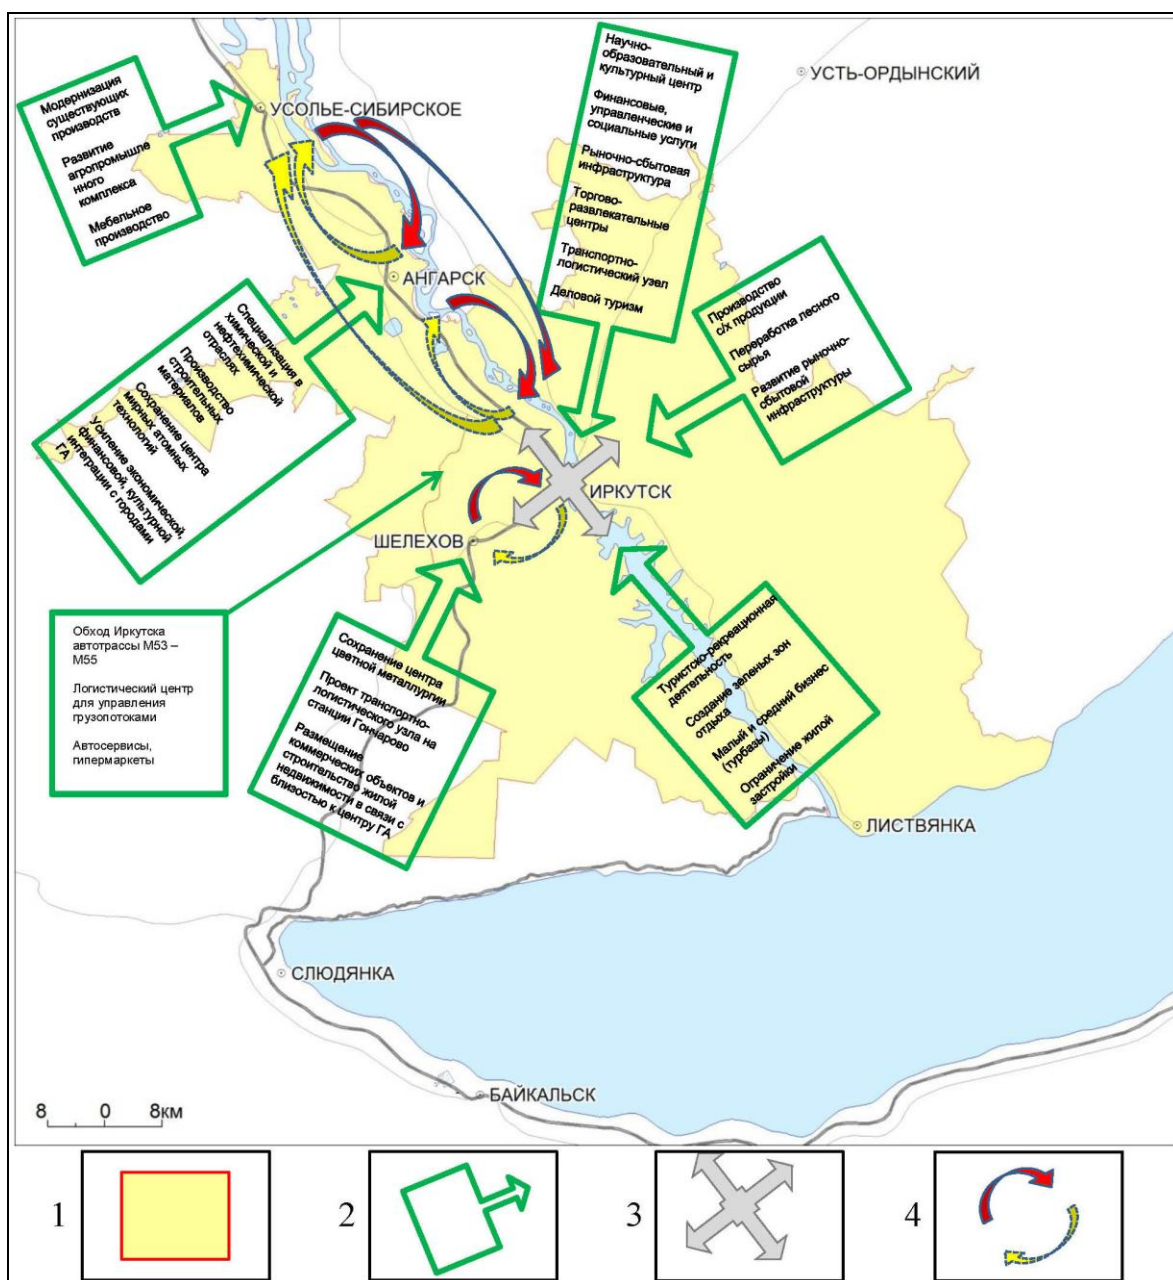 Модернизация
существующих
производств
Развитие
агропромышле
нного
комплекса
Мебельное
производство
УСОЛЬЕ-СИБИРСКОЕ
Научно-
образовательный и
культурный центр
Финансовые,
управленческие и
социальные услуги
Рыночно-сбытовая
инфраструктура
Торгово-
развлекательные
центры
Транспортно-
логистический узел
Деловой туризм
УСТЬ-ОРДЫНСКИЙ
АНГАРСК
Специализация в
химической и
нефтехимической
отраслях
Производство
строительных
материалов
Сохранение центра
мирных атомных
технологий
Усиление экономической,
финансовой, культурной
интеграции с городами
ГА
Производство
с/х продукции
Переработка лесного
сырья
Развитие рыночно-
сбытовой
инфраструктуры
ИРКУТСК
ШЕЛЕХОВ
Обход Иркутска
автотрассы М53 –
М55
Логистический центр
для управления
грузопотоками
Автосервисы,
гипермаркеты
Сохранение центра
цветной металлургии
Проект транспортно-
логистического узла на
станции Гончарово
Размещение
коммерческих объектов и
строительство жилой
недвижимости в связи с
близостью к центру ГА
Туристско-рекреационная
деятельность
Создание зеленых зон
отдыха
Малый и средний бизнес
(турбазы)
Ограничение жилой
застройки
ЛИСТВЯНКА
СЛЮДЯНКА
БАЙКАЛЬСК
8 0 8км
1
2
3
4